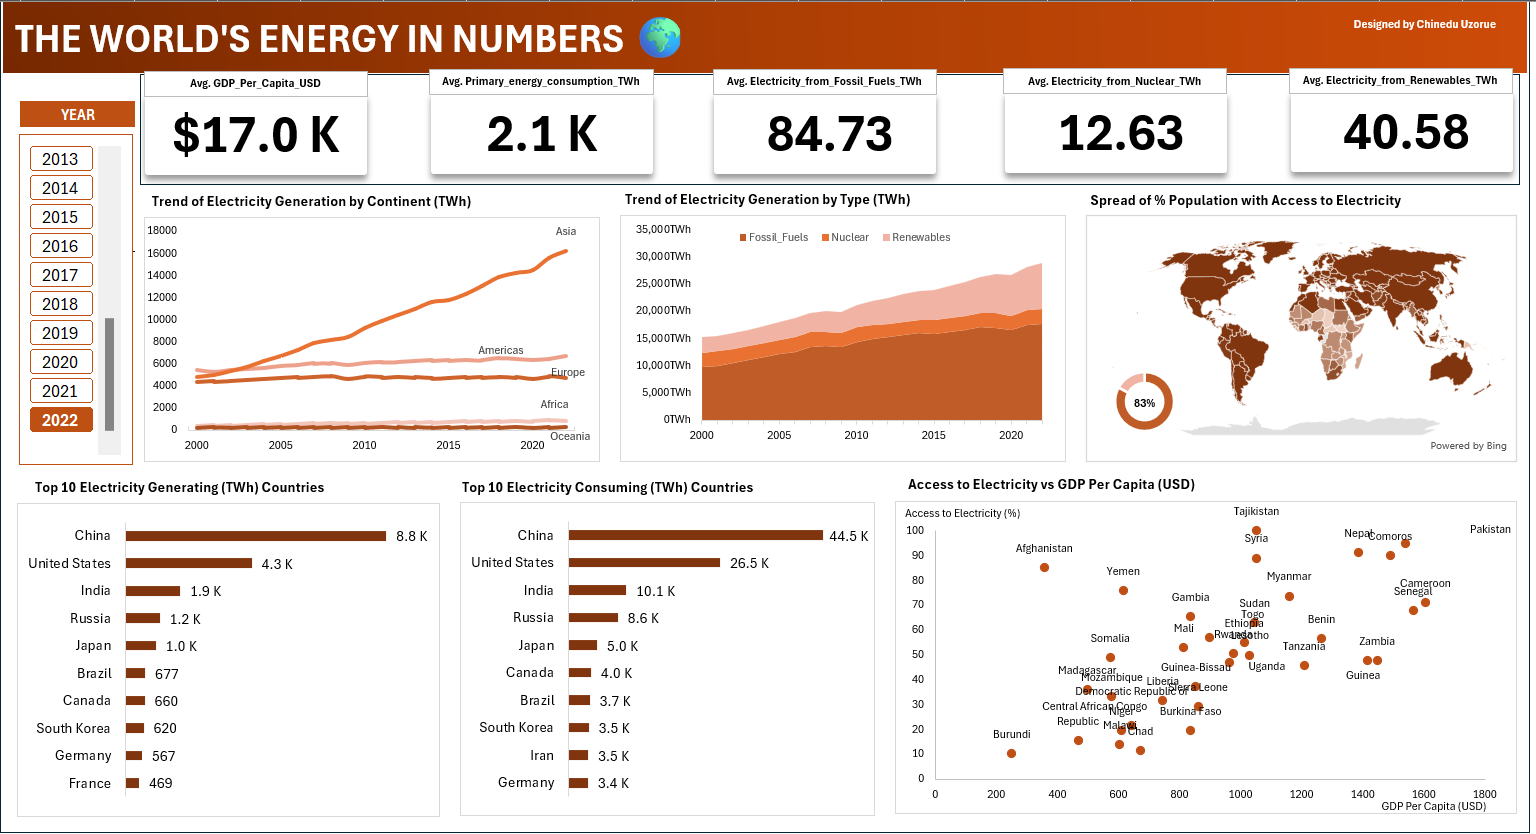 THE WORLD'S ENERGY IN NUMBERS
Designed by Chinedu Uzorue
Avg. GDP_Per_Capita_USD
$17.0 K
Avg. Primary_energy_consumption_TWh
2.1 K
Avg. Electricity_from_Fossil_Fuels_TWh
84.73
Avg. Electricity_from_Nuclear_TWh
12.63
Avg. Electricity_from_Renewables_TWh
40.58
YEAR
2013
2014
2015
2016
2017
2018
2019
2020
2021
2022
Trend of Electricity Generation by Continent (TWh)
18000
16000
14000
12000
10000
8000
6000
4000
2000
0
Asia
Americas
Europe
Africa
Oceania
2000 2005 2010 2015 2020
Trend of Electricity Generation by Type (TWh)
Fossil_Fuels Nuclear Renewables
35,000TWh
30,000TWh
25,000TWh
20,000TWh
15,000TWh
10,000TWh
5,000TWh
0TWh
2000 2005 2010 2015 2020
Spread of % Population with Access to Electricity
83%
Powered by Bing
Top 10 Electricity Generating (TWh) Countries
China 8.8 K
United States 4.3 K
India 1.9 K
Russia 1.2 K
Japan 1.0 K
Brazil 677
Canada 660
South Korea 620
Germany 567
France 469
Top 10 Electricity Consuming (TWh) Countries
China 44.5 K
United States 26.5 K
India 10.1 K
Russia 8.6 K
Japan 5.0 K
Canada 4.0 K
Brazil 3.7 K
South Korea 3.5 K
Iran 3.5 K
Germany 3.4 K
Access to Electricity vs GDP Per Capita (USD)
Access to Electricity (%)
100
90
80
70
60
50
40
30
20
10
0
Tajikistan
Pakistan
Nepal
Comoros
Syria
Afghanistan
Yemen
Myanmar
Cameroon
Senegal
Gambia
Sudan
Togo
Benin
Ethiopia
Mali
Rwanda
Lesotho
Somalia
Zambia
Tanzania
Guinea-Bissau
Uganda
Guinea
Madagascar
Mozambique
Liberia
Sierra Leone
Democratic Republic of
Congo
Central African
Republic
Niger
Burkina Faso
Malawi
Chad
Burundi
0 200 400 600 800 1000 1200 1400 1600 1800
GDP Per Capita (USD)